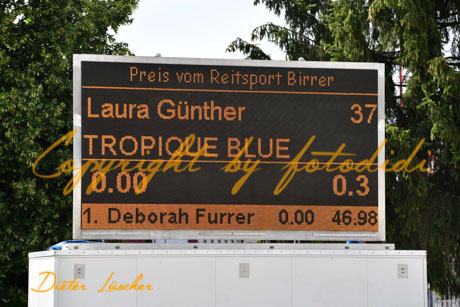 Preis vom Reitsport Birrer
Laura Günther 37
TROPIQUE BLUE
0.00 0.3
1. Deborah Furrer 0.00 46.98
Copyright by fotodidi
Dieter Lüscher